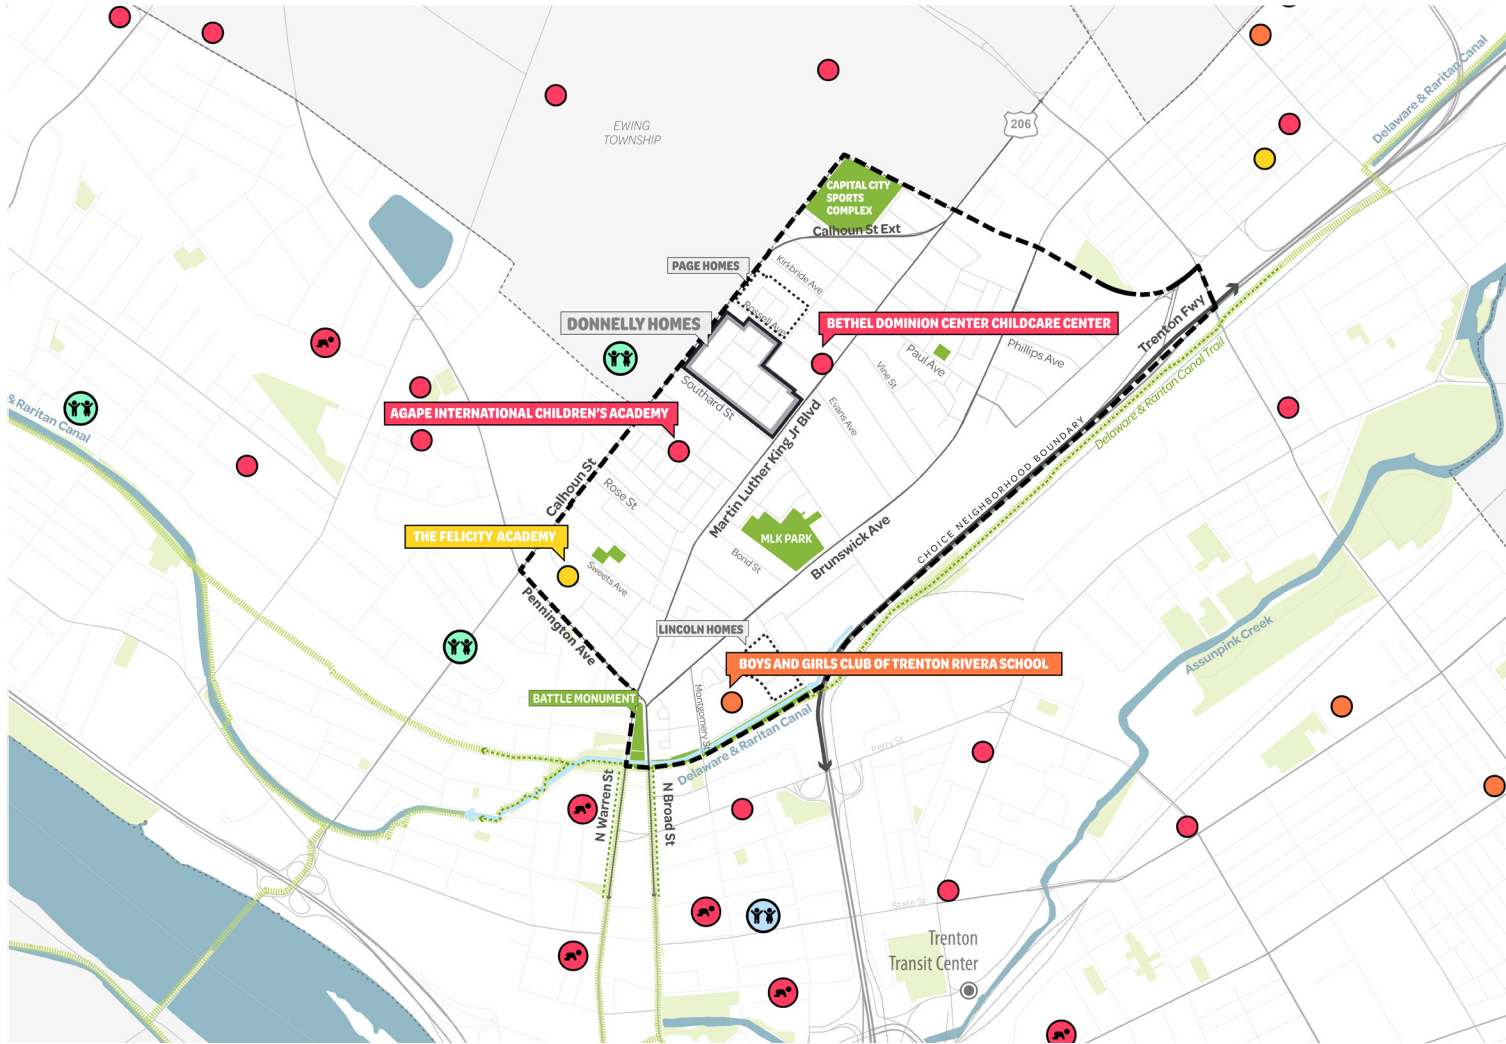 Delaware & Raritan Canal
206
EWING
TOWNSHIP
CAPITAL CITY
SPORTS
COMPLEX
Calhoun St Ext
PAGE HOMES
Kirkbride Ave
Rossell Ave
DONNELLY HOMES
BETHEL DOMINION CENTER CHILDCARE CENTER
Trenton Fwy
Paul Ave
Phillips Ave
Vine St
Delaware & Raritan Canal Trail
Southard St
Evans Ave
& Raritan Canal
AGAPE INTERNATIONAL CHILDREN'S ACADEMY
Martin Luther King Jr Blvd
CHOICE NEIGHBORHOOD BOUNDARY
Calhoun St
Rose St
MLK PARK
Brunswick Ave
Bond St
THE FELICITY ACADEMY
Sweets Ave
Pennington Ave
LINCOLN HOMES
BOYS AND GIRLS CLUB OF TRENTON RIVERA SCHOOL
Assunpink Creek
BATTLE MONUMENT
Montgomery St
Delaware & Raritan Canal
Perry St
N Warren St
N Broad St
State St
Trenton
Transit Center